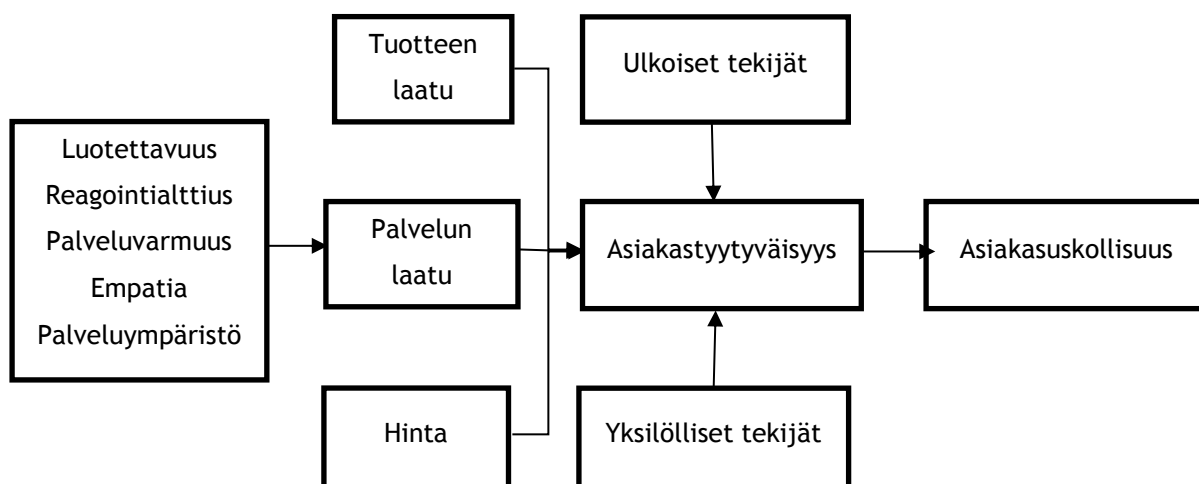 Luotettavuus
Reagointialttius
Palveluvarmuus
Empatia
Palveluympäristö
Tuotteen
laatu
Palvelun
laatu
Hinta
Ulkoiset tekijät
Asiakastyytyväisyys
Yksilölliset tekijät
Asiakasuskollisuus